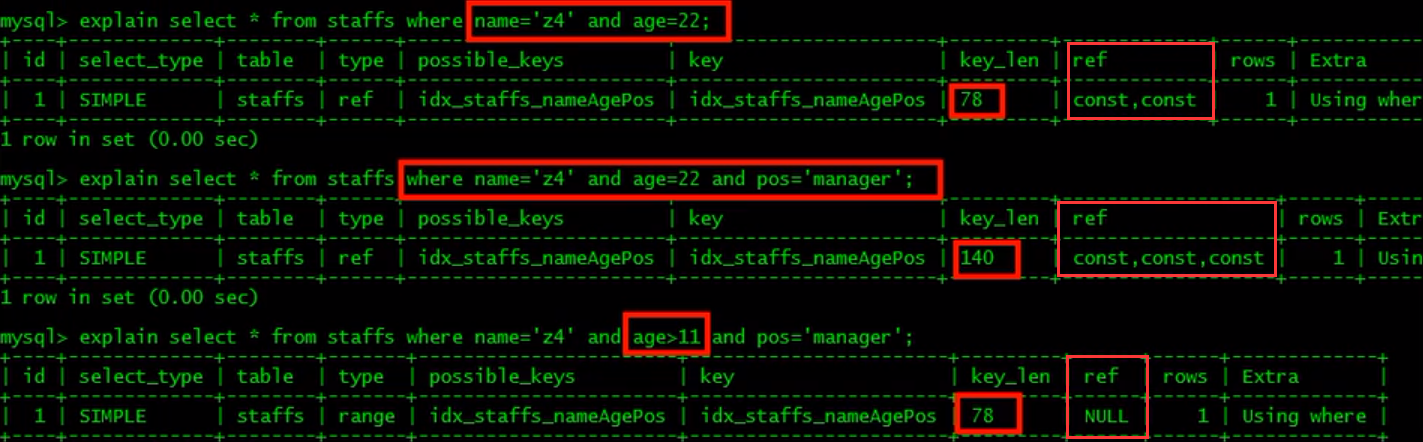 mysql> explain select * from staffs where name='z4' and age=22;
| id | select_type | table | type | possible_keys | key | key_len | ref | rows | Extra
| 1 | SIMPLE | staffs | ref | idx_staffs_nameAgePos | idx_staffs_nameAgePos | 78 | const,const | 1 | Using wher
1 row in set (0.00 sec)
mysql> explain select * from staffs where name='z4' and age=22 and pos='manager';
| id | select_type | table | type | possible_keys | key | key_len | ref | rows | Extr
| 1 | SIMPLE | staffs | ref | idx_staffs_nameAgePos | idx_staffs_nameAgePos | 140 | const,const,const | 1 | Usin
1 row in set (0.00 sec)
mysql> explain select * from staffs where name='z4' and age>11 and pos='manager';
| id | select_type | table | type | possible_keys | key | key_len | ref | rows | Extra |
| 1 | SIMPLE | staffs | range | idx_staffs_nameAgePos | idx_staffs_nameAgePos | 78 | NULL | 1 | Using where |